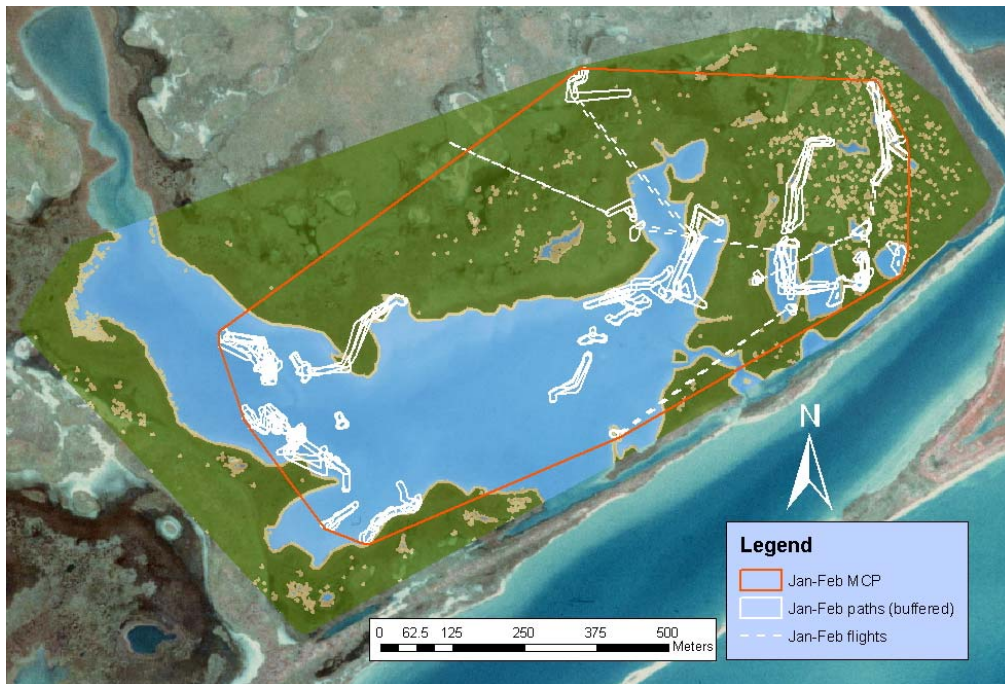 N
Legend
Jan-Feb MCP
Jan-Feb paths (buffered)
Jan-Feb flights
0 62.5 125 250 375 500
Meters